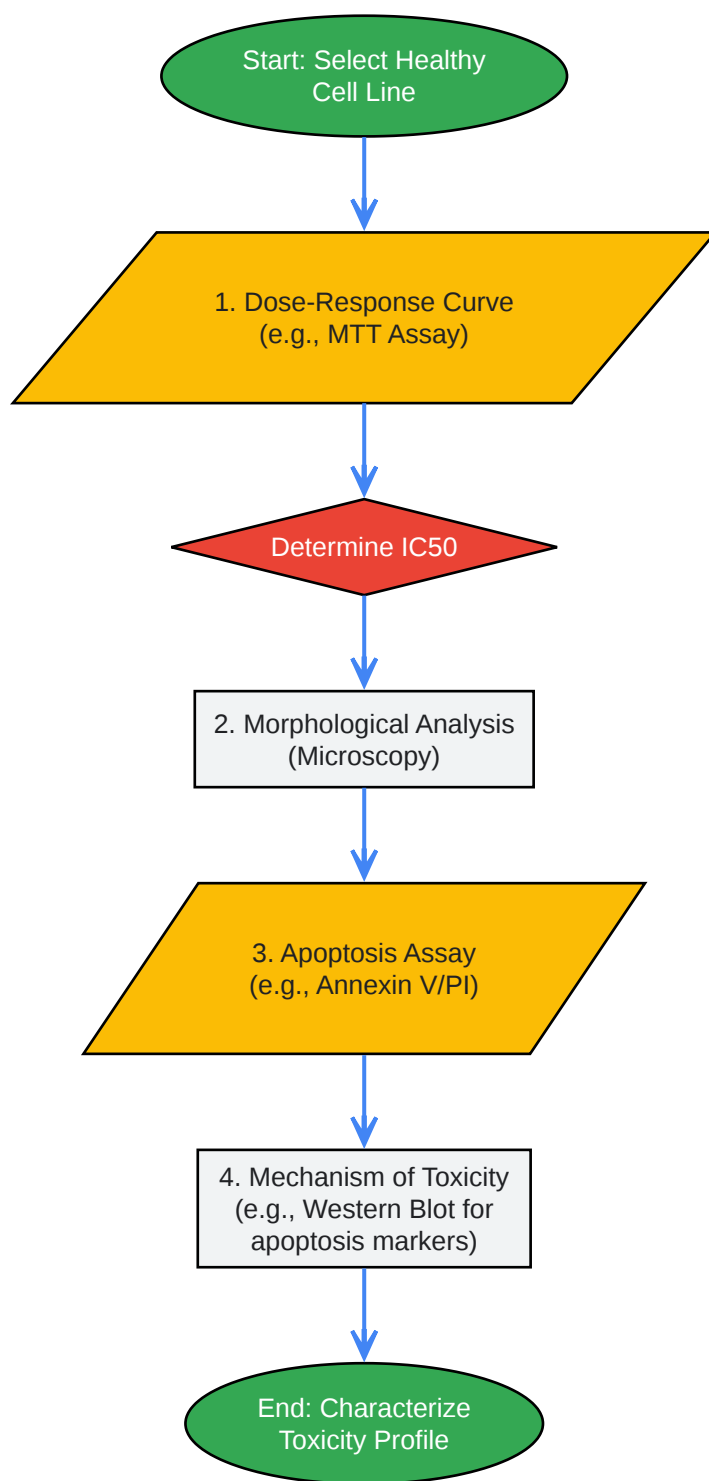 Start: Select Healthy
Cell Line
1. Dose-Response Curve
(e.g., MTT Assay)
Determine IC50
2. Morphological Analysis
(Microscopy)
3. Apoptosis Assay
(e.g., Annexin V/PI)
4. Mechanism of Toxicity
(e.g., Western Blot for
apoptosis markers)
End: Characterize
Toxicity Profile